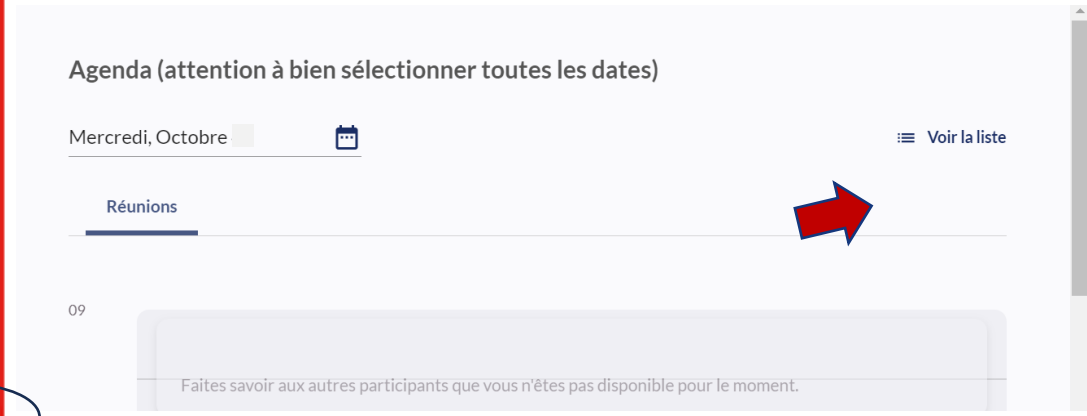 Agenda (attention à bien sélectionner toutes les dates)
Mercredi, Octobre
Voir la liste
Réunions
09
Faites savoir aux autres participants que vous n'êtes pas disponible pour le moment.